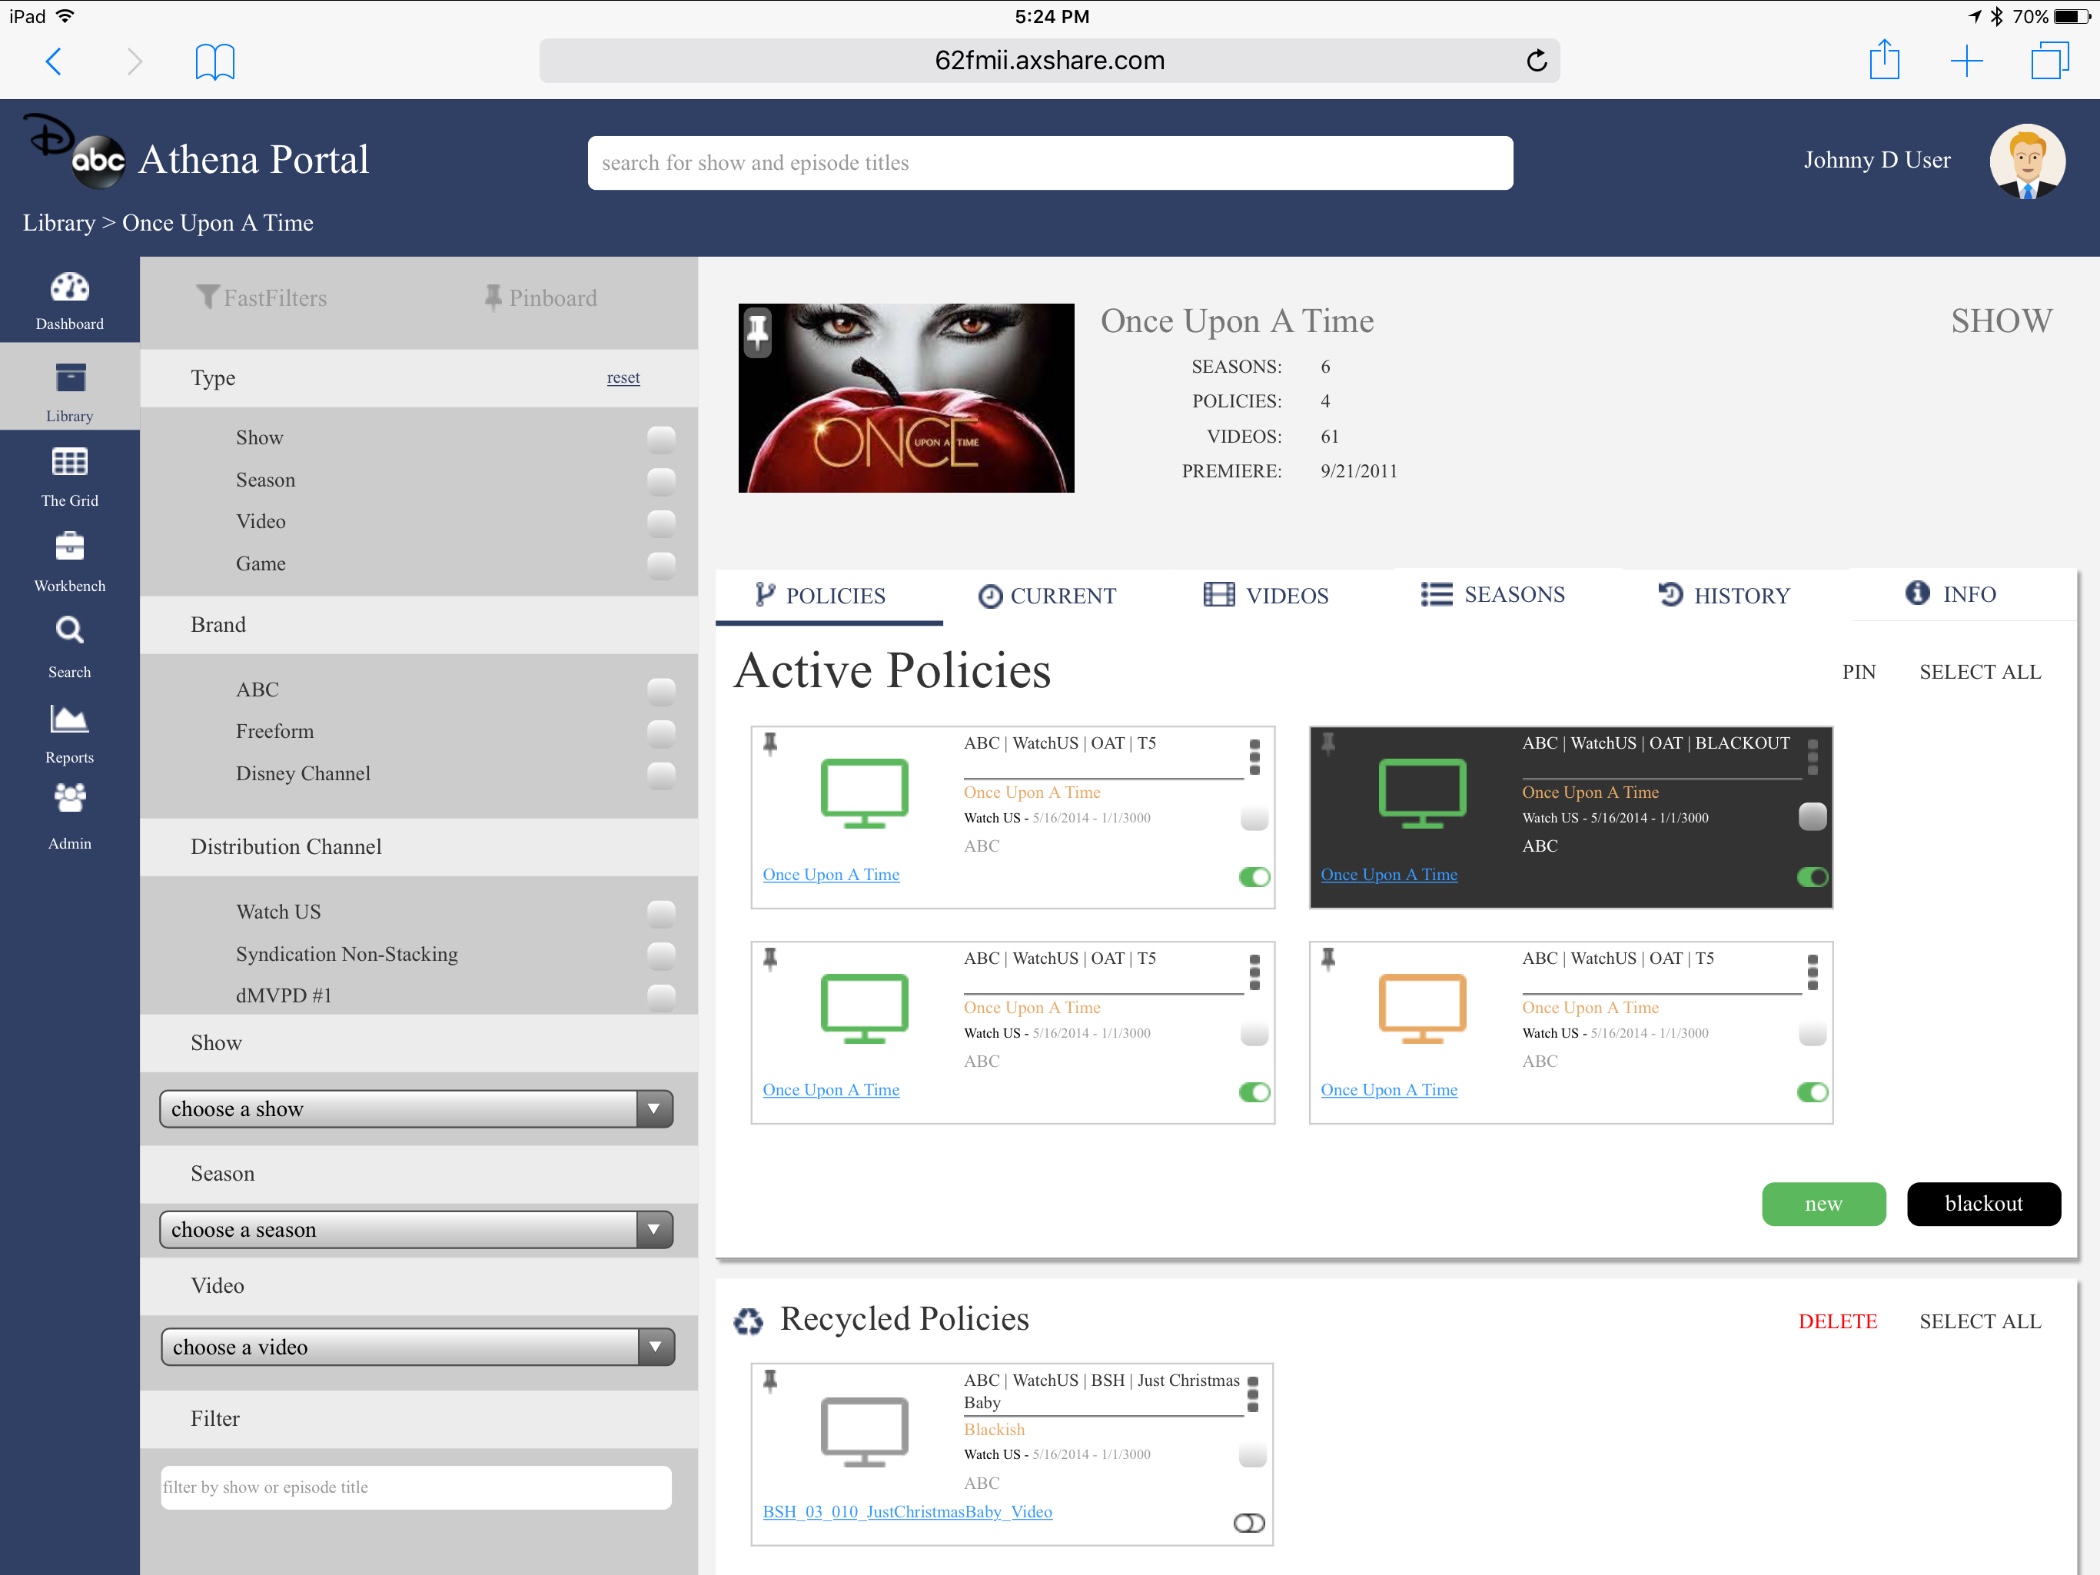 iPad
5:24 PM
70%
62fmii.axshare.com
abc
Athena Portal
search for show and episode titles
Johnny D User
Library > Once Upon A Time
Dashboard
Library
The Grid
Workbench
Search
Reports
Admin
FastFilters
Pinboard
Type
reset
Show
Season
Video
Game
Brand
ABC
Freeform
Disney Channel
Distribution Channel
Watch US
Syndication Non-Stacking
dMVPD #1
Show
choose a show
Season
choose a season
Video
choose a video
Filter
filter by show or episode title
ONCE
UPON A TIME
Once Upon A Time
SHOW
SEASONS: 6
POLICIES: 4
VIDEOS: 61
PREMIERE: 9/21/2011
POLICIES
CURRENT
VIDEOS
SEASONS
HISTORY
INFO
Active Policies
PIN
SELECT ALL
ABC | WatchUS | OAT | T5
Once Upon A Time
Watch US - 5/16/2014 - 1/1/3000
ABC
Once Upon A Time
ABC | WatchUS | OAT | BLACKOUT
Once Upon A Time
Watch US - 5/16/2014 - 1/1/3000
ABC
Once Upon A Time
ABC | WatchUS | OAT | T5
Once Upon A Time
Watch US - 5/16/2014 - 1/1/3000
ABC
Once Upon A Time
ABC | WatchUS | OAT | T5
Once Upon A Time
Watch US - 5/16/2014 - 1/1/3000
ABC
Once Upon A Time
new
blackout
Recycled Policies
DELETE
SELECT ALL
ABC | WatchUS | BSH | Just Christmas
Baby
Blackish
Watch US - 5/16/2014 - 1/1/3000
ABC
BSH_03_010_JustChristmasBaby_Video